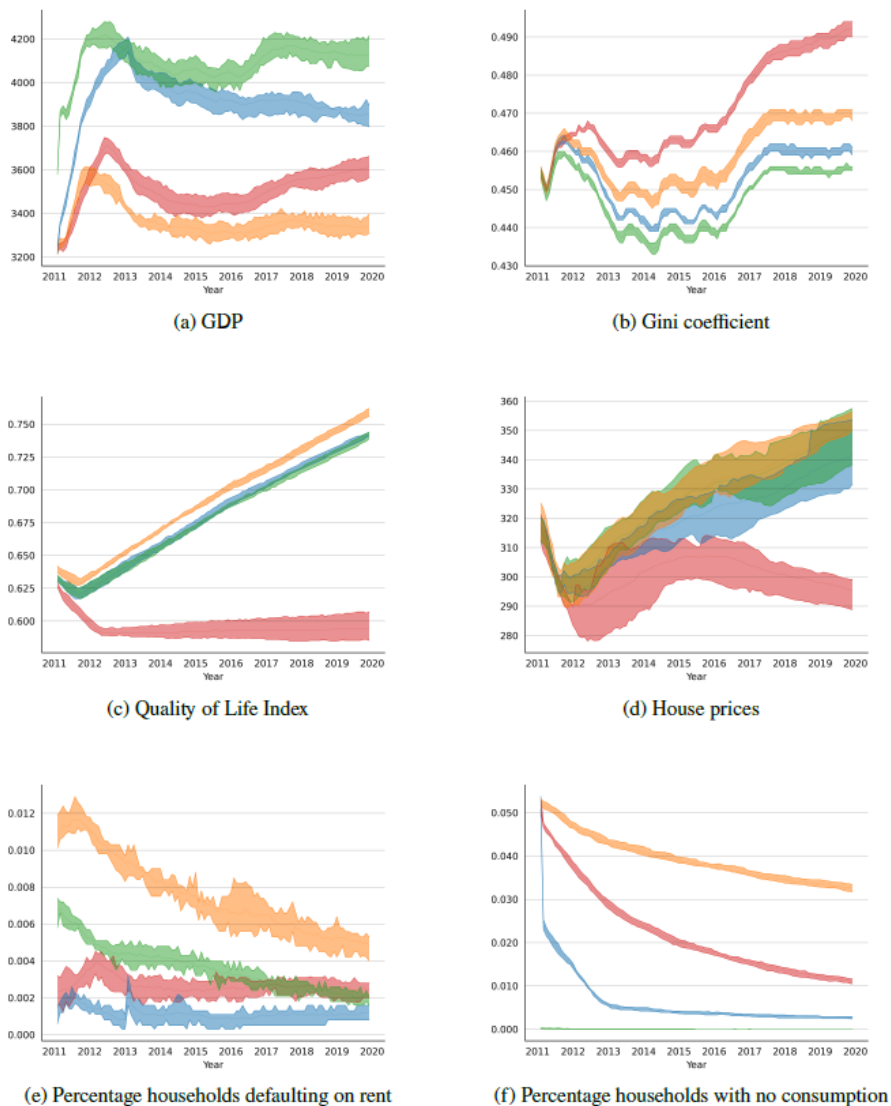 4200
4000
3800
3600
3400
3200
2011 2012 2013 2014 2015 2016 2017 2018 2019 2020
Year
(a) GDP
0.490
0.480
0.470
0.460
0.450
0.440
0.430
2011 2012 2013 2014 2015 2016 2017 2018 2019 2020
Year
(b) Gini coefficient
0.750
0.725
0.700
0.675
0.650
0.625
0.600
2011 2012 2013 2014 2015 2016 2017 2018 2019 2020
Year
(c) Quality of Life Index
360
350
340
330
320
310
300
290
280
2011 2012 2013 2014 2015 2016 2017 2018 2019 2020
Year
(d) House prices
0.012
0.010
0.008
0.006
0.004
0.002
0.000
2011 2012 2013 2014 2015 2016 2017 2018 2019 2020
Year
(e) Percentage households defaulting on rent
0.050
0.040
0.030
0.020
0.010
0.000
2011 2012 2013 2014 2015 2016 2017 2018 2019 2020
Year
(f) Percentage households with no consumption